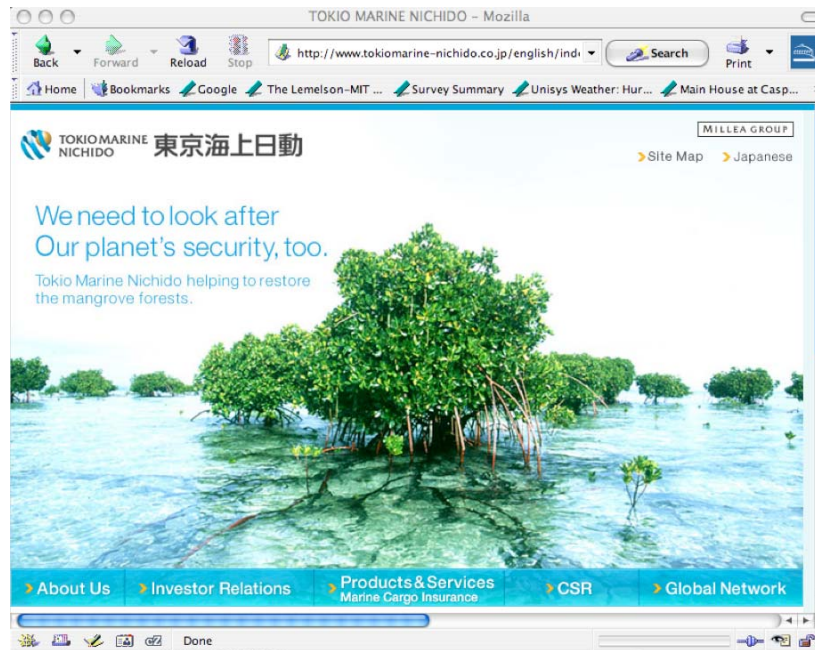 TOKIO MARINE NICHIDO – Mozilla
Back
Forward
Reload
Stop
http://www.tokiomarine-nichido.co.jp/english/ind
Search
Print
Home Bookmarks Google The Lemelson-MIT ... Survey Summary Unisys Weather: Hur... Main House at Casp...
TOKIO MARINE
NICHIDO
東京海上日動
MILLEA GROUP
Site Map Japanese
We need to look after
Our planet's security, too.
Tokio Marine Nichido helping to restore
the mangrove forests.
About Us
Investor Relations
Products & Services
Marine Cargo Insurance
CSR
Global Network
Done